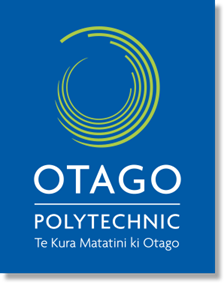 OTAGO
POLYTECHNIC
Te Kura Matatini ki Otago